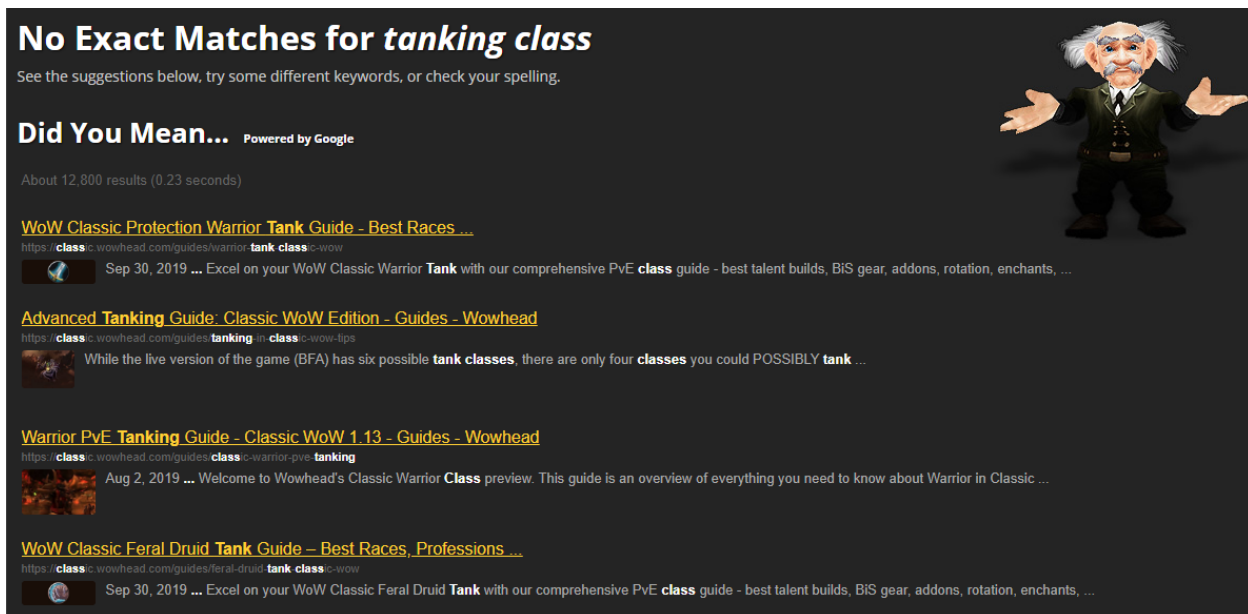 No Exact Matches for tanking class
See the suggestions below, try some different keywords, or check your spelling.
Did You Mean... Powered by Google
About 12,800 results (0.23 seconds)
WoW Classic Protection Warrior Tank Guide - Best Races ...
https://classic.wowhead.com/guides/warrior-tank-classic-wow
Sep 30, 2019 ... Excel on your WoW Classic Warrior Tank with our comprehensive PvE class guide - best talent builds, BiS gear, addons, rotation, enchants, ...
Advanced Tanking Guide: Classic WoW Edition - Guides - Wowhead
https://classic.wowhead.com/guides/tanking-in-classic-wow-tips
While the live version of the game (BFA) has six possible tank classes, there are only four classes you could POSSIBLY tank ...
Warrior PvE Tanking Guide - Classic WoW 1.13 - Guides - Wowhead
https://classic.wowhead.com/guides/classic-warrior-pve-tanking
Aug 2, 2019 ... Welcome to Wowhead's Classic Warrior Class preview. This guide is an overview of everything you need to know about Warrior in Classic ...
WoW Classic Feral Druid Tank Guide – Best Races, Professions ...
https://classic.wowhead.com/guides/feral-druid-tank-classic-wow
Sep 30, 2019 ... Excel on your WoW Classic Feral Druid Tank with our comprehensive PvE class guide - best talent builds, BiS gear, addons, rotation, enchants, ...